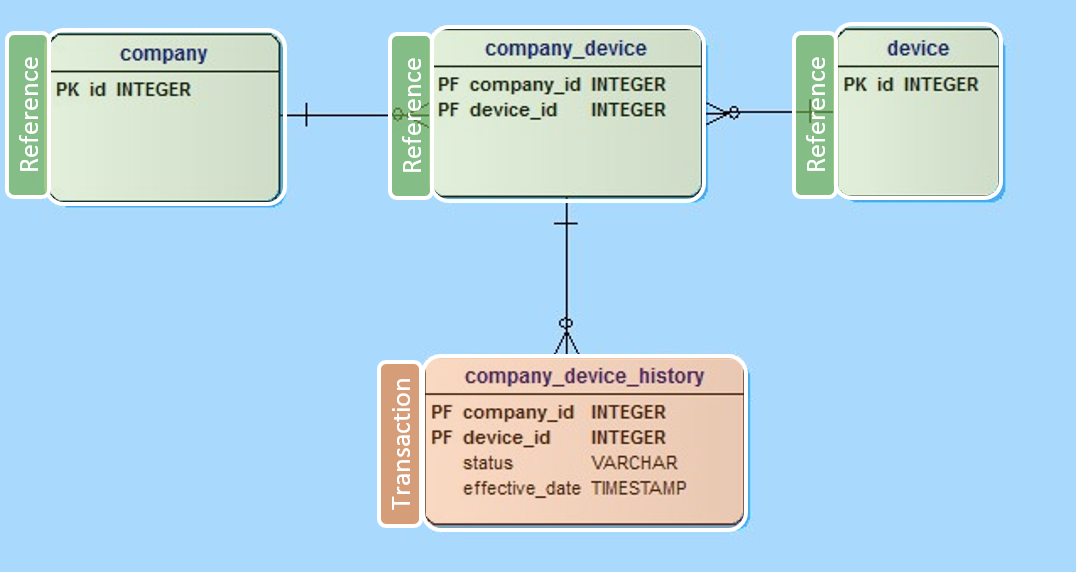 Reference
company
PK id INTEGER
Reference
company_device
PF company_id INTEGER
PF device_id INTEGER
Reference
device
PK id INTEGER
Transaction
company_device_history
PF company_id INTEGER
PF device_id INTEGER
status VARCHAR
effective_date TIMESTAMP